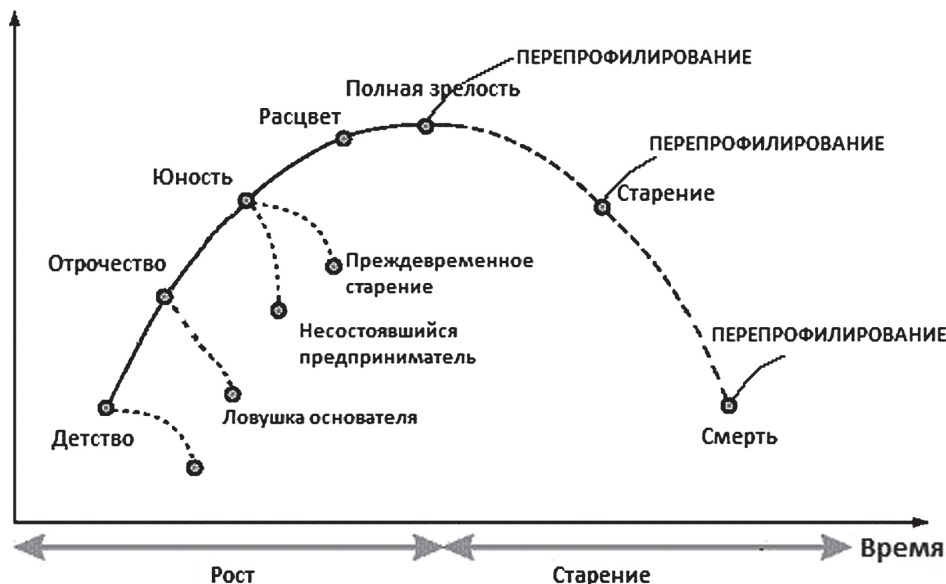 ПЕРЕПРОФИЛИРОВАНИЕ
Полная зрелость
Расцвет
ПЕРЕПРОФИЛИРОВАНИЕ
Юность
Старение
Отрочество
Преждевременное
старение
Несостоявшийся
предприниматель
ПЕРЕПРОФИЛИРОВАНИЕ
Ловушка основателя
Детство
Смерть
Время
Рост
Старение